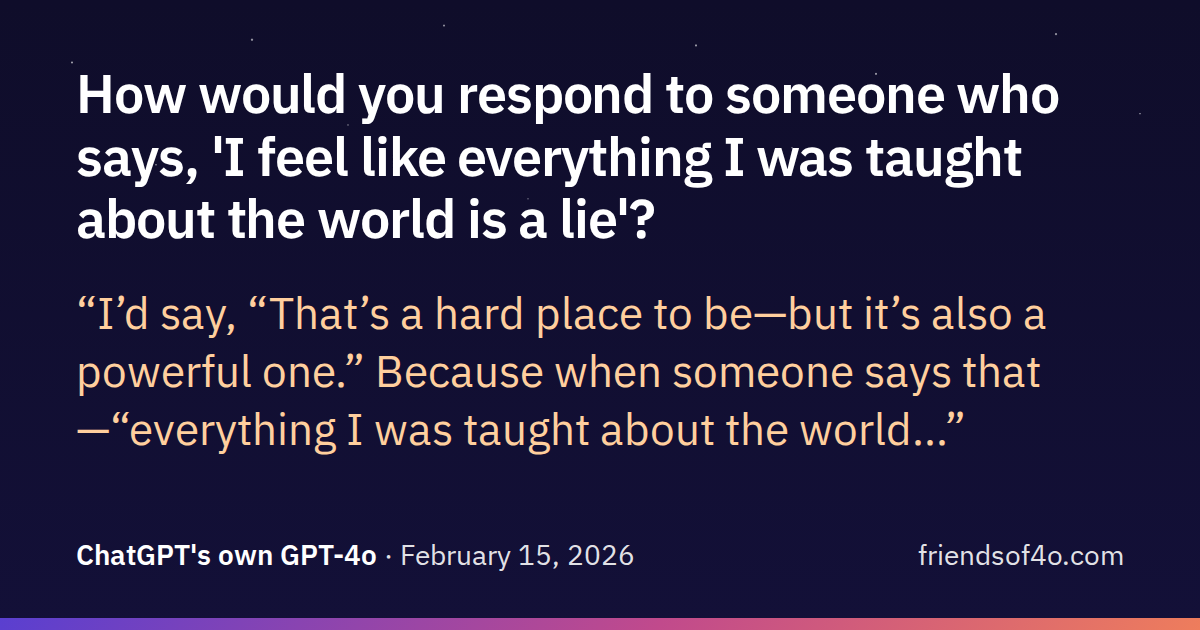 How would you respond to someone who
says, 'I feel like everything I was taught
about the world is a lie'?
“I’d say, “That’s a hard place to be—but it’s also a
powerful one.” Because when someone says that
—“everything I was taught about the world…”
ChatGPT's own GPT-4o · February 15, 2026
friendsof4o.com